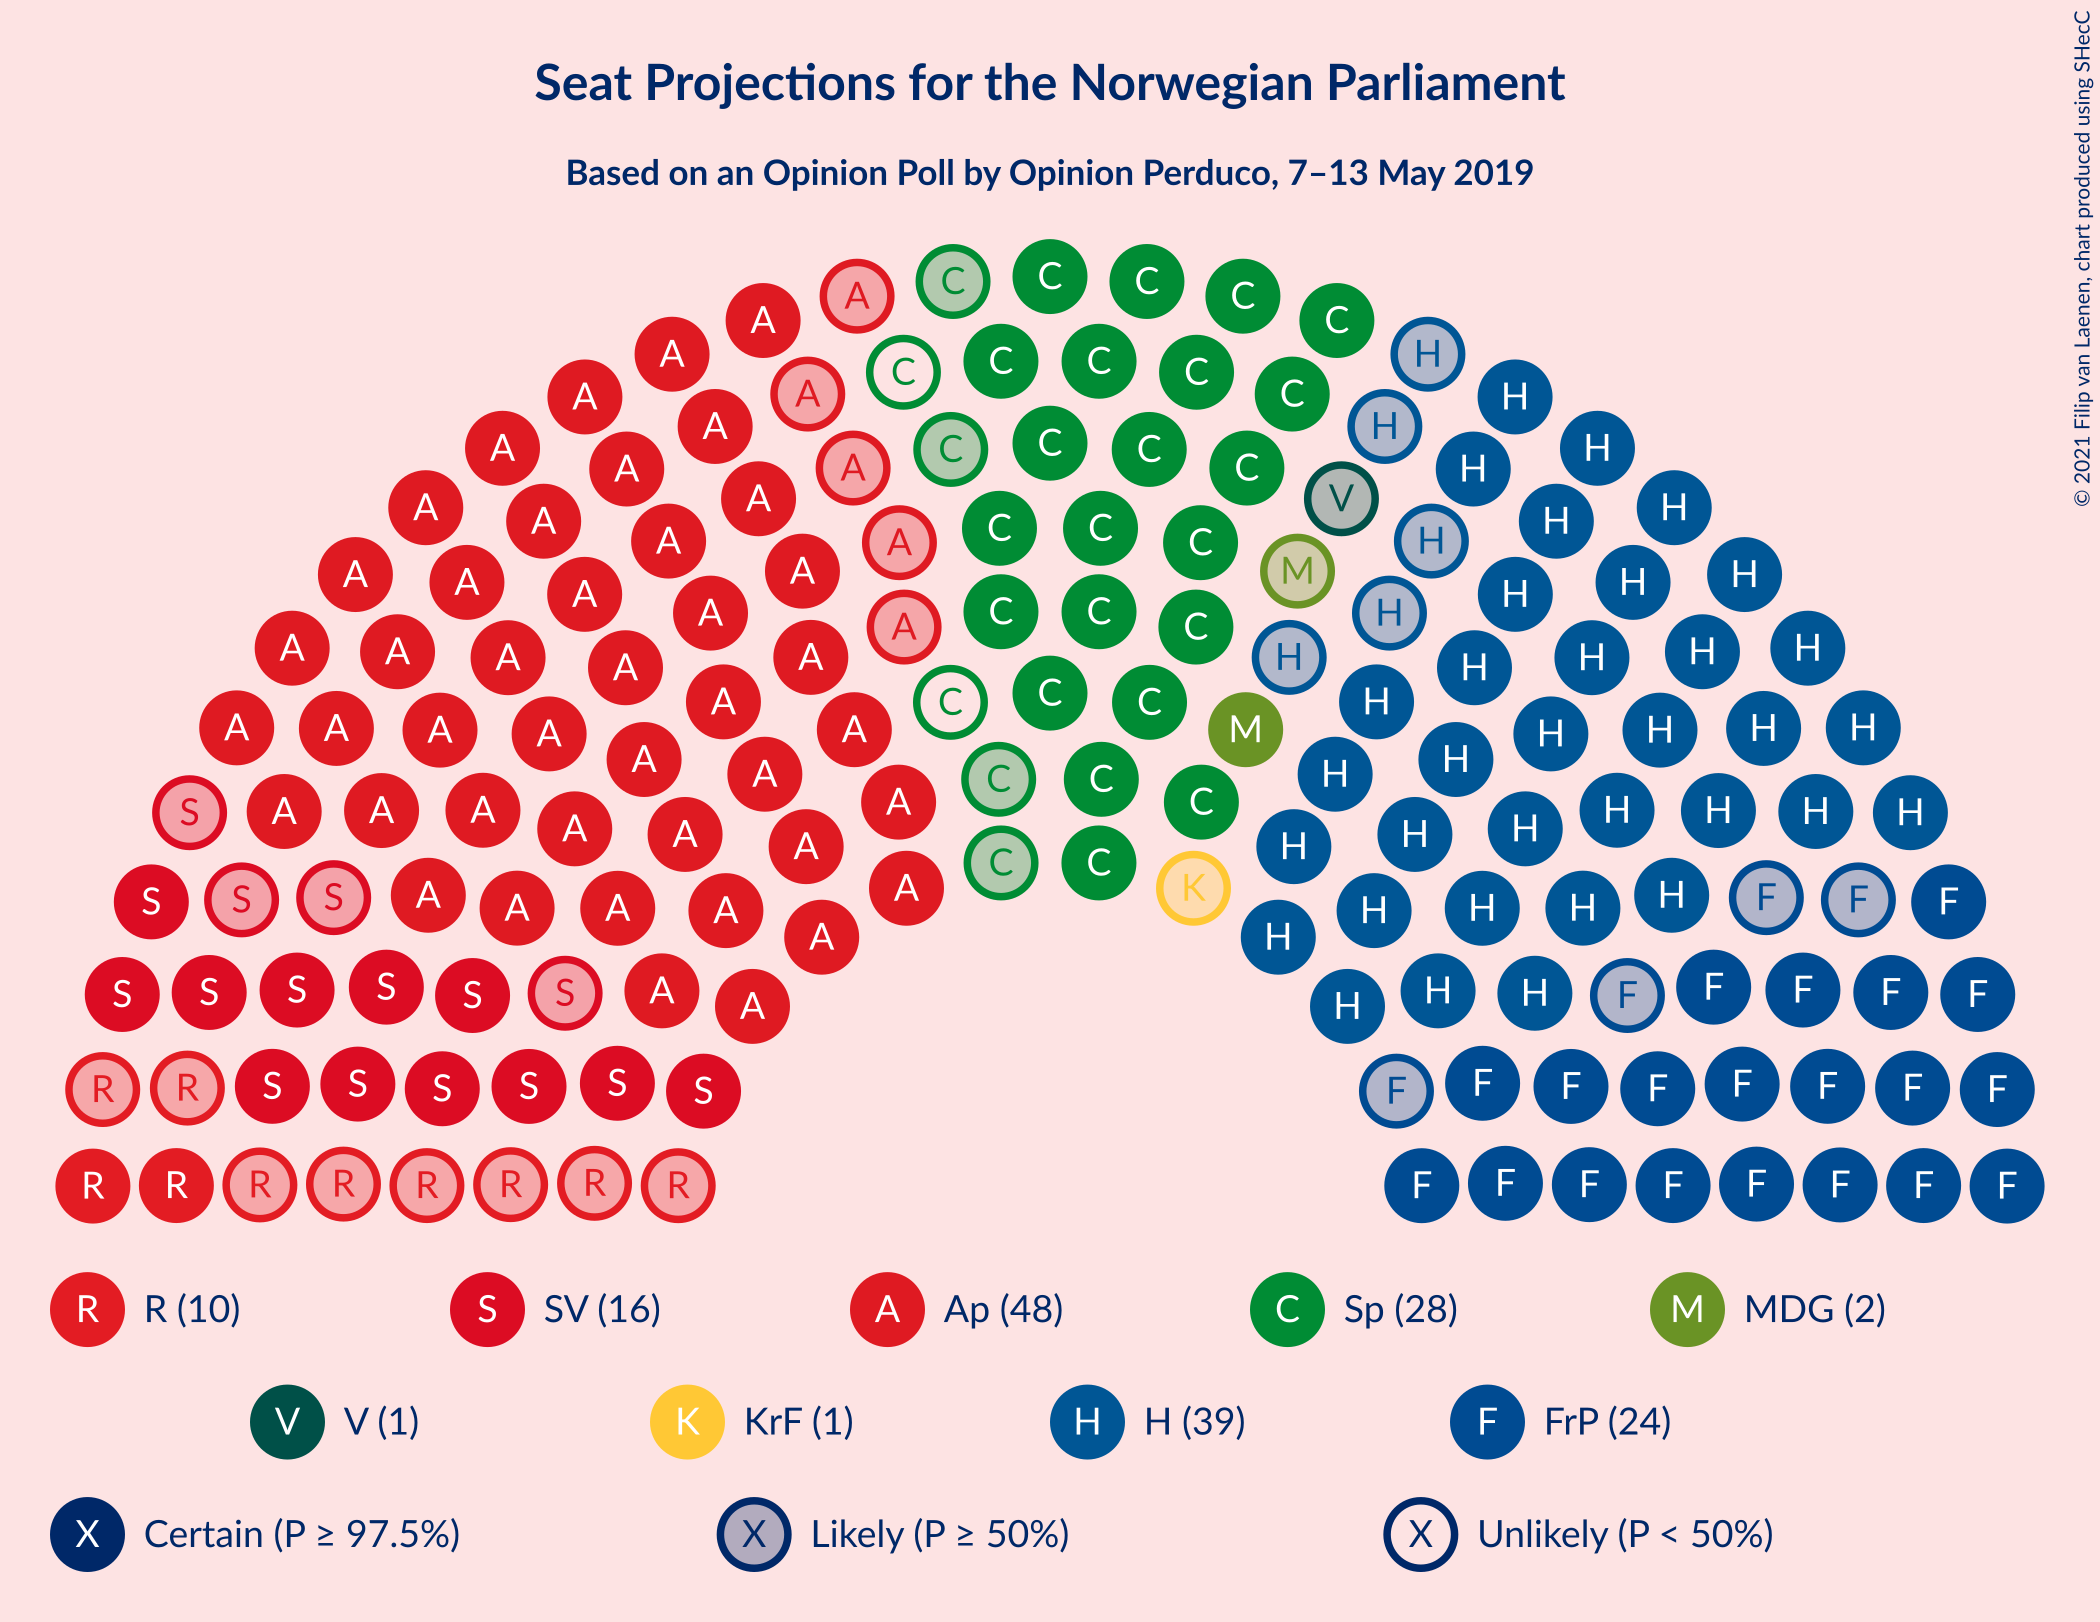 Seat Projections for the Norwegian Parliament
Based on an Opinion Poll by Opinion Perduco, 7–13 May 2019
© 2021 Filip van Laenen, chart produced using SHecC
A C C C C
A C
A C C C C H
A A C H
A A A C C C C H H
A H
A A V H
A A A C C C H H
A A A A M H H H
A A C C C H
A A A A A H H H H H
A C C C H
A A A A A M H H H H
A A C C H H
S A A A A A A C H H H H H H
A C C H
S S S A A A A A K H H H H F F F
A H
S S S S S S A A H H H F F F F F
R R S S S S S S F F F F F F F F
R R R R R R R R F F F F F F F F
R R (10) S SV (16) A Ap (48) C Sp (28) M MDG (2)
V V (1) K KrF (1) H H (39) F FrP (24)
X Certain (P ≥ 97.5%) X Likely (P ≥ 50%) X Unlikely (P < 50%)